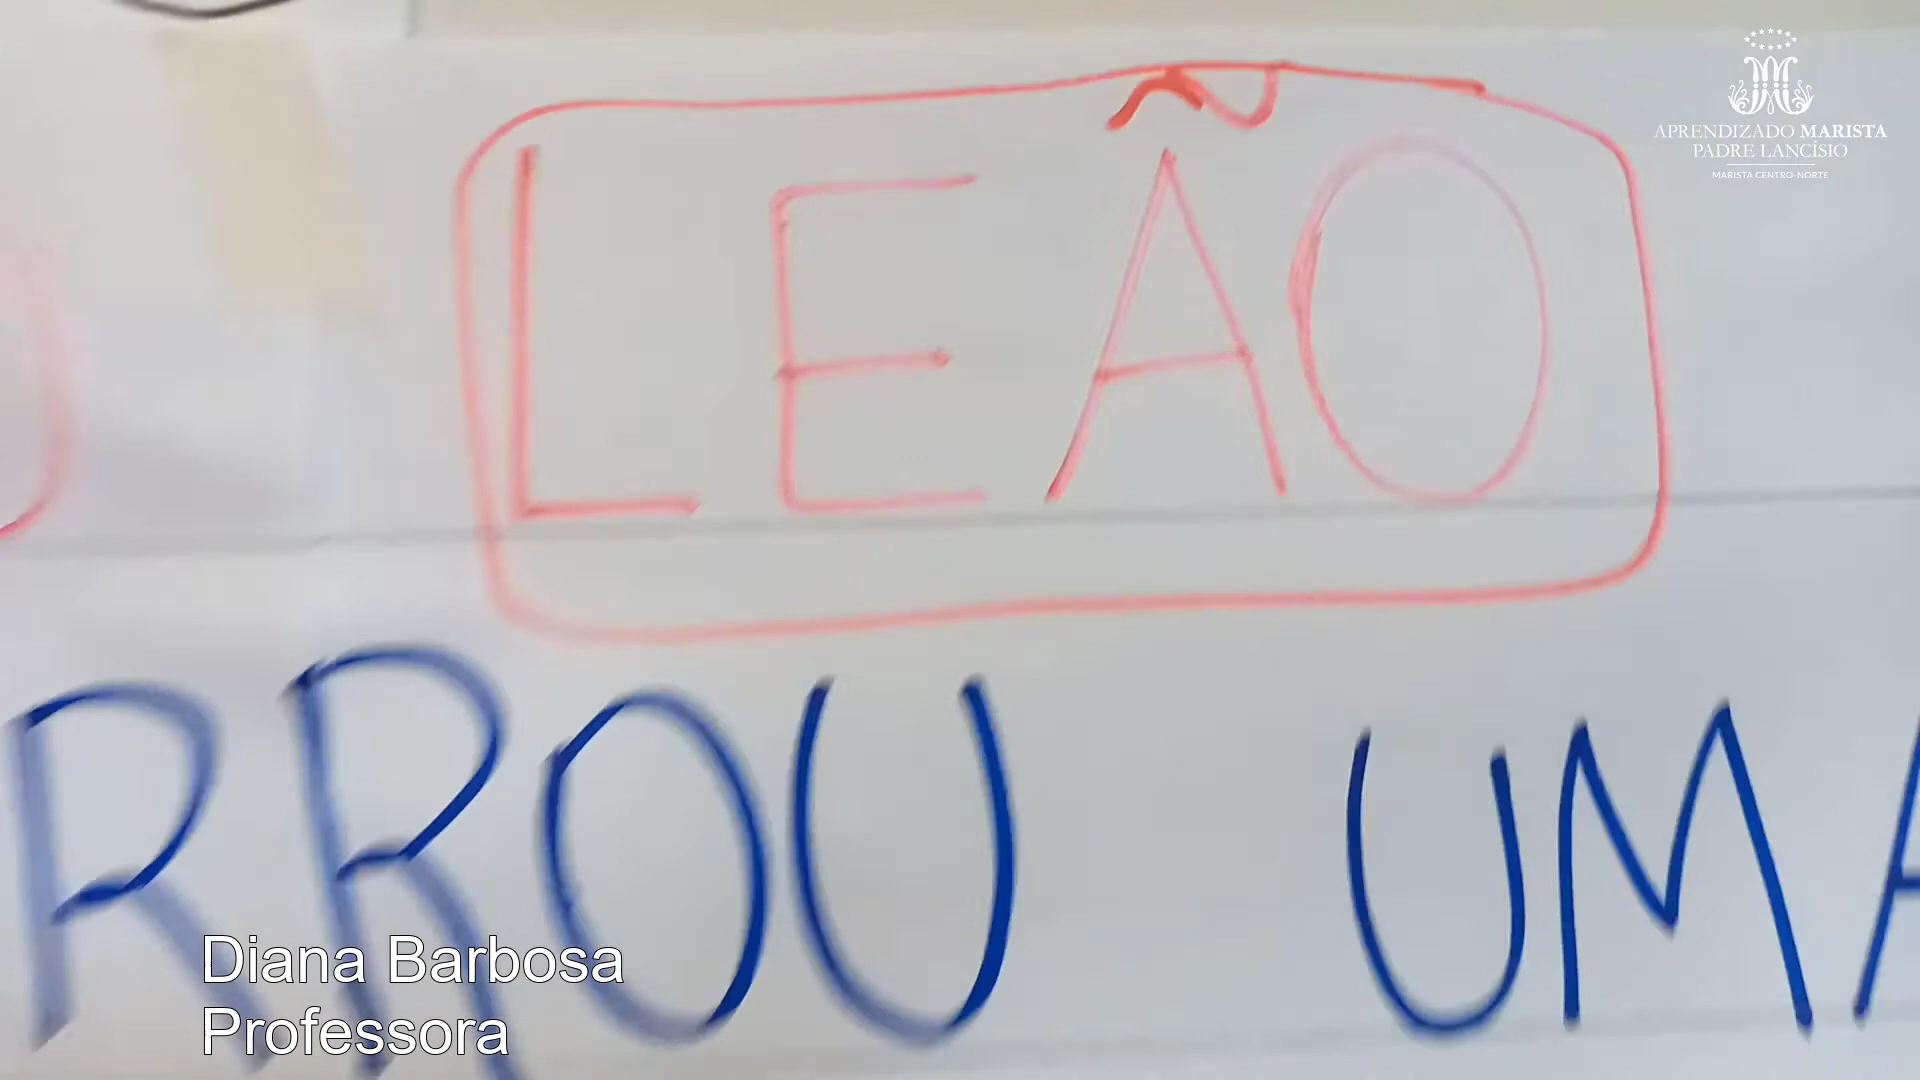 LEÃO
RROU UMA
APRENDIZADO MARISTA
PADRE LANCÍSIO
MARISTA CENTRO-NORTE
Diana Barbosa
Professora